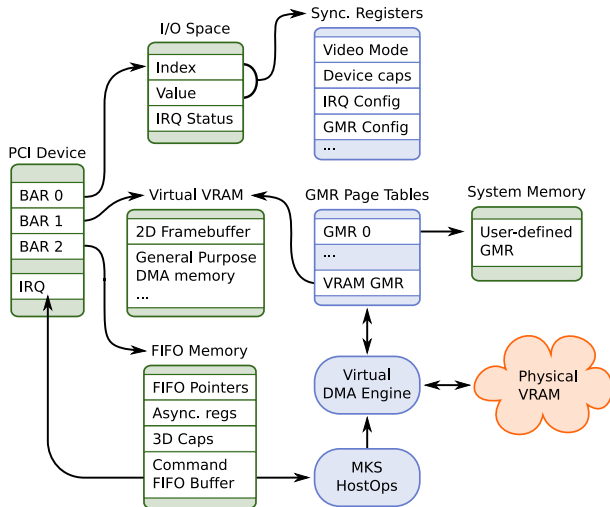 I/O Space
Index
Value
IRQ Status
Sync. Registers
Video Mode
Device caps
IRQ Config
GMR Config
...
PCI Device
BAR 0
BAR 1
BAR 2
IRQ
Virtual VRAM
2D Framebuffer
General Purpose
DMA memory
...
GMR Page Tables
GMR 0
...
VRAM GMR
System Memory
User-defined
GMR
FIFO Memory
FIFO Pointers
Async. regs
3D Caps
Command
FIFO Buffer
Virtual
DMA Engine
Physical
VRAM
MKS
HostOps